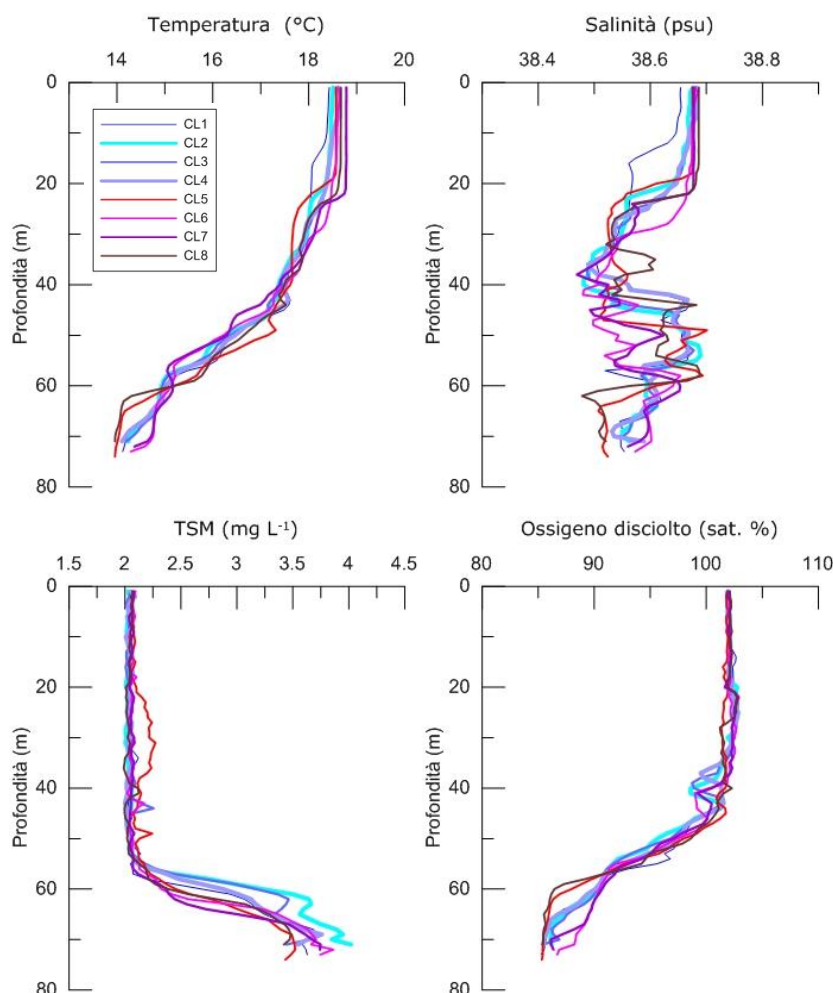 Temperatura (°C)
14 16 18 20
0
20
40
60
80
Profondità (m)
CL1
CL2
CL3
CL4
CL5
CL6
CL7
CL8
Salinità (psu)
38.4 38.6 38.8
0
20
40
60
80
Profondità (m)
TSM (mg L-1)
1.5 2 2.5 3 3.5 4 4.5
0
20
40
60
80
Profondità (m)
Ossigeno disciolto (sat. %)
80 90 100 110
0
20
40
60
80
Profondità (m)